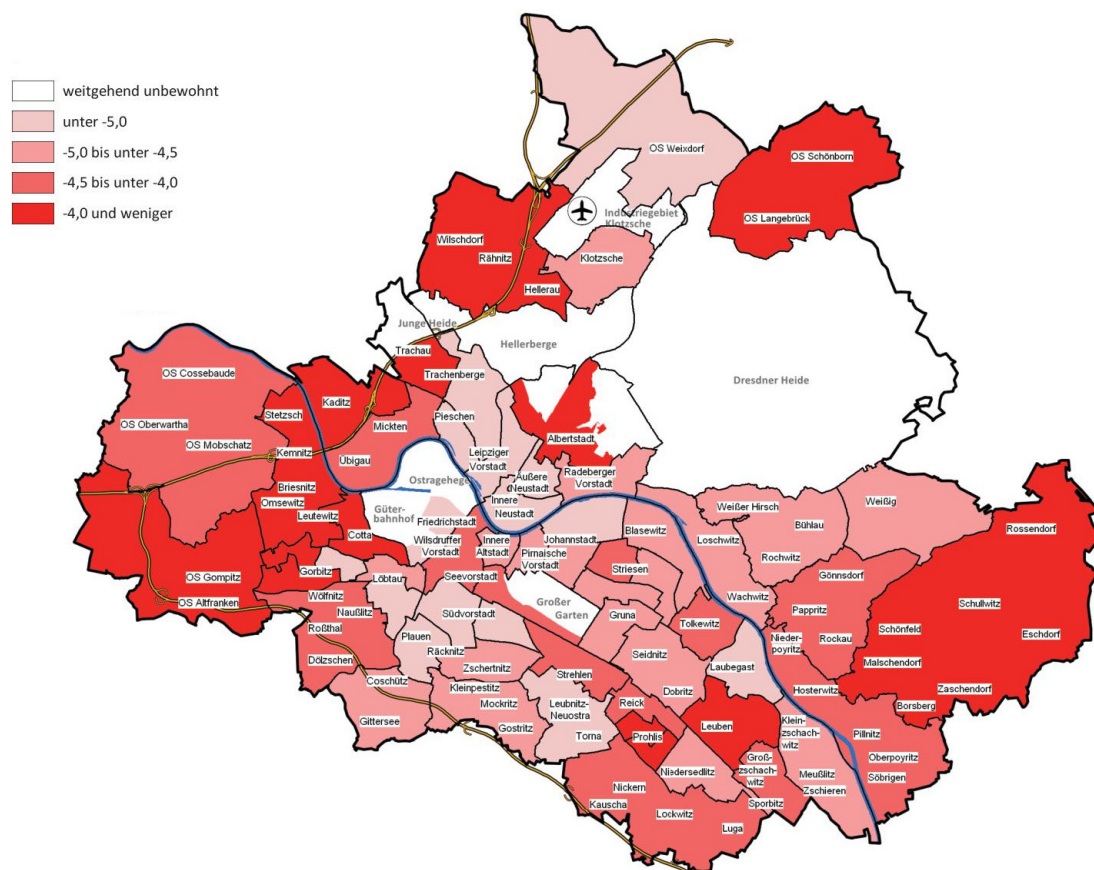 weitgehend unbewohnt
unter -5,0
-5,0 bis unter -4,5
-4,5 bis unter -4,0
-4,0 und weniger
OS Weixdorf
OS Schönborn
OS Langebrück
Industriegebiet
Klotzsche
Wilschdorf
Rähnitz
Klotzsche
Hellerau
Junge Heide
Hellerberge
Trachau
Trachenberge
Dresdner Heide
OS Cossebaude
Kaditz
Stetzsch
Pieschen
Mickten
OS Oberwartha
OS Mobschatz
Albertstadt
Kemnitz
Übigau
Leipziger
Vorstadt
Äußere
Neustadt
Radeberger
Vorstadt
Ostragehege
Innere
Neustadt
Briesnitz
Omsewitz
Leutewitz
Güter-
bahnhof
Friedrichstadt
Cotta
Wilsdruffer
Vorstadt
Innere
Altstadt
Johannstadt
Pirnaische
Vorstadt
Blasewitz
Weißer Hirsch
Weißig
Bühlau
Loschwitz
Rochwitz
Rossendorf
OS Gompitz
Gorbitz
Löbtau
Seevorstadt
Striesen
Gönnsdorf
Wölfnitz
OS Altfranken
Naußlitz
Südvorstadt
Großer
Garten
Gruna
Wachwitz
Pappritz
Schullwitz
Roßthal
Plauen
Tolkewitz
Nieder-
poyritz
Rockau
Schönfeld
Eschdorf
Dölzschen
Räcknitz
Zschertnitz
Seidnitz
Laubegast
Malschendorf
Coschütz
Kleinpestitz
Strehlen
Dobritz
Hosterwitz
Zaschendorf
Gittersee
Mockritz
Leubnitz-
Neuostra
Reick
Borsberg
Gostritz
Torna
Prohlis
Leuben
Klein-
zschach-
witz
Pillnitz
Niedersedlitz
Groß-
zschach-
witz
Oberpoyritz
Meußlitz
Söbrigen
Zschieren
Nickern
Kauscha
Lockwitz
Sporbitz
Luga